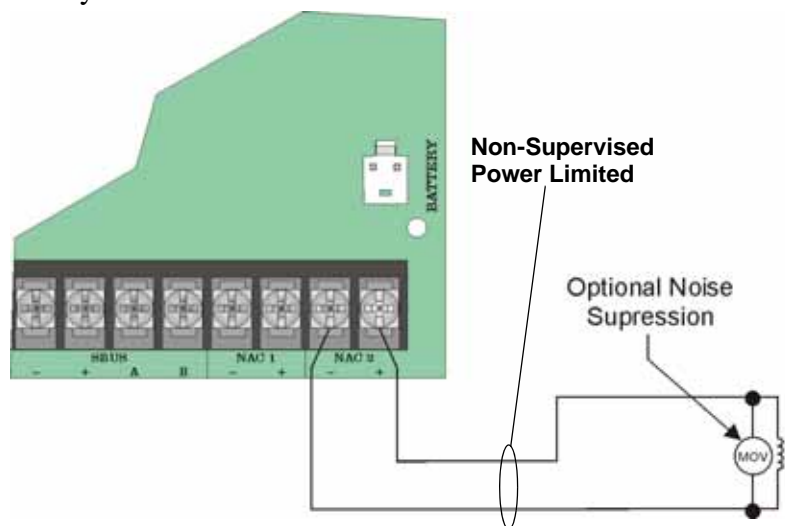 Non-Supervised
Power Limited
BATTERY
Optional Noise
Supression
SBUS NAC 1 NAC 2
- + A B - + - +
MOV